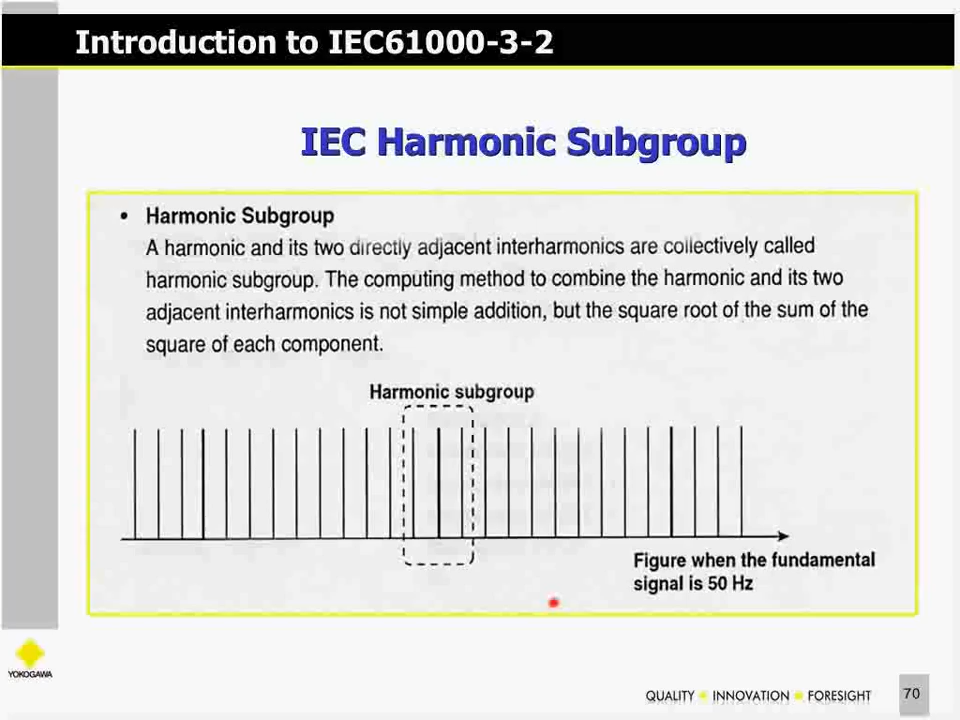 Introduction to IEC61000-3-2
IEC Harmonic Subgroup
• Harmonic Subgroup
A harmonic and its two directly adjacent interharmonics are collectively called
harmonic subgroup. The computing method to combine the harmonic and its two
adjacent interharmonics is not simple addition, but the square root of the sum of the
square of each component.
Harmonic subgroup
Figure when the fundamental
signal is 50 Hz
YOKOGAWA
QUALITY INNOVATION FORESIGHT
70